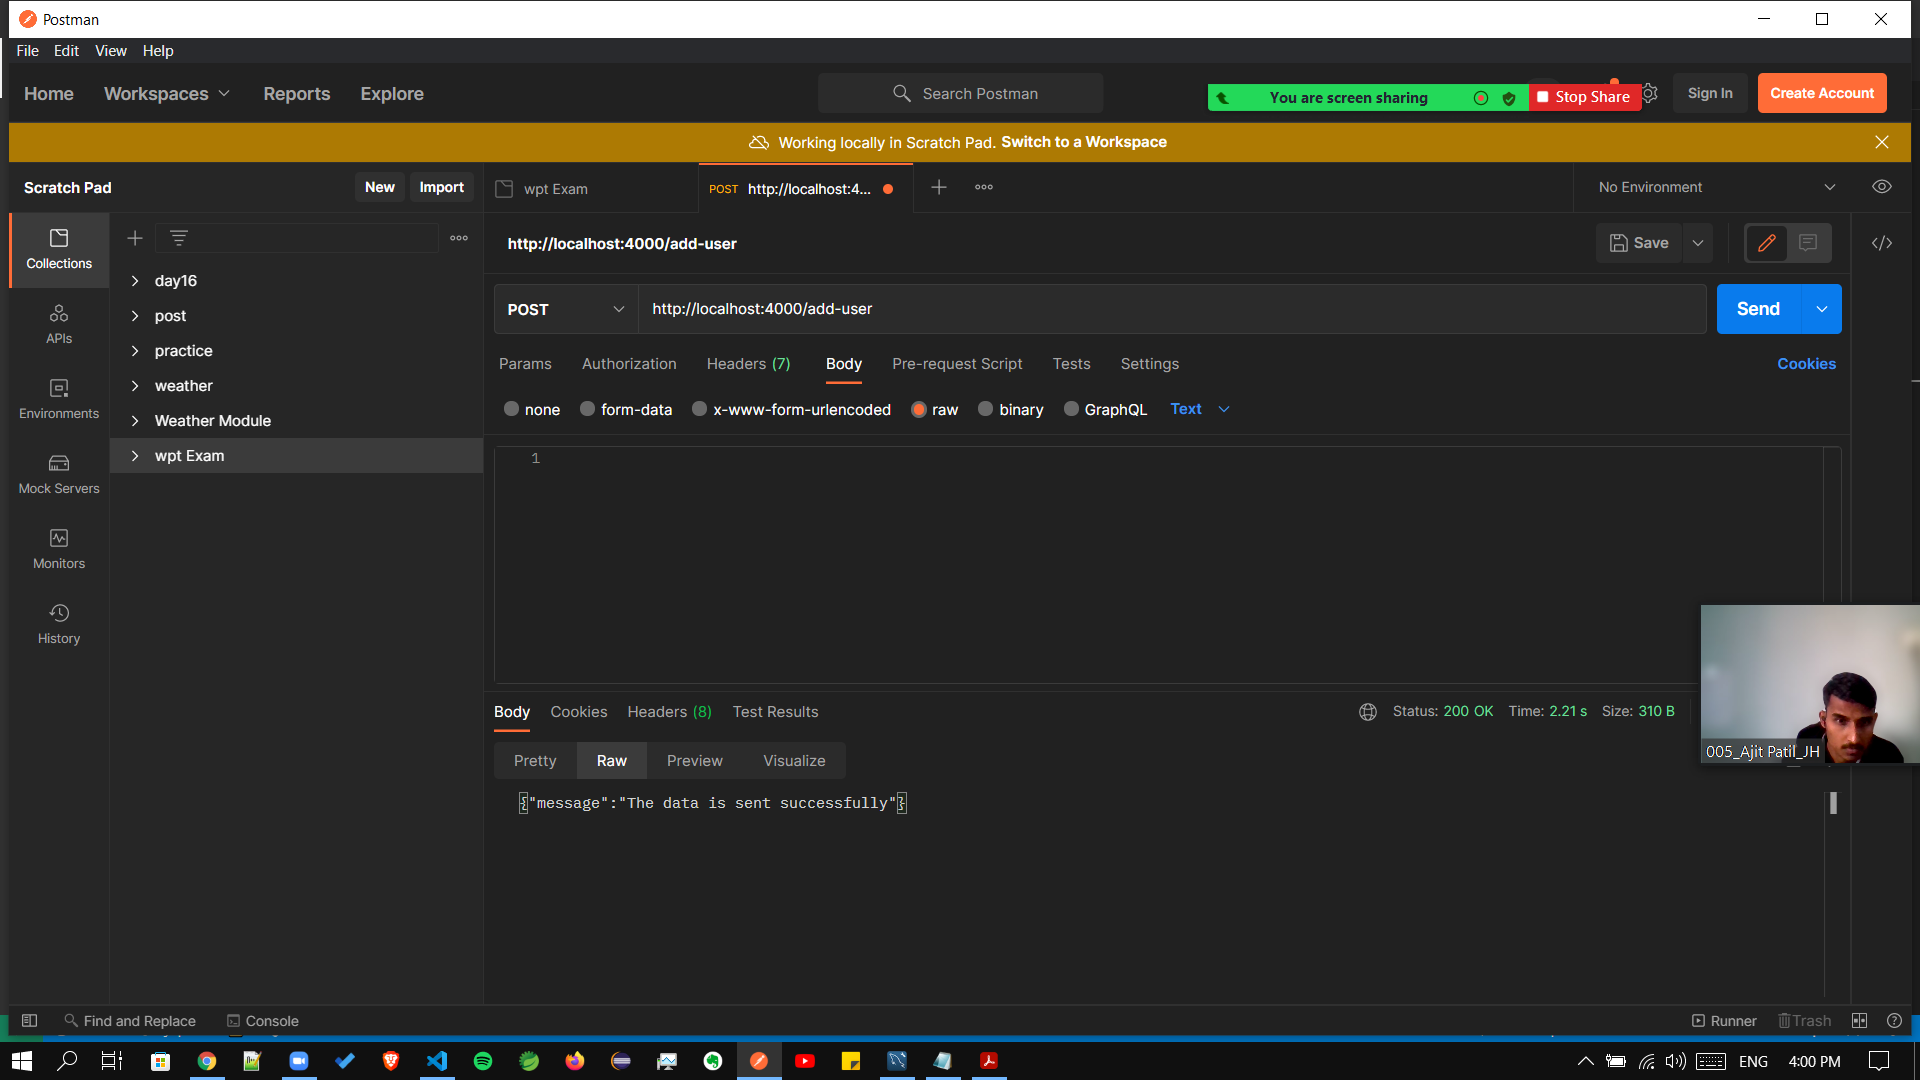 Postman
File Edit View Help
Home Workspaces Reports Explore
Search Postman
You are screen sharing
Stop Share
Sign In
Create Account
Working locally in Scratch Pad. Switch to a Workspace
Scratch Pad
New
Import
wpt Exam
POST http://localhost:4...
No Environment
Collections
APIs
Environments
Mock Servers
Monitors
History
day16
post
practice
weather
Weather Module
wpt Exam
http://localhost:4000/add-user
Save
POST
http://localhost:4000/add-user
Send
Params Authorization Headers (7) Body Pre-request Script Tests Settings
Cookies
none form-data x-www-form-urlencoded raw binary GraphQL Text
1
Body Cookies Headers (8) Test Results
Status: 200 OK Time: 2.21 s Size: 310 B
Pretty Raw Preview Visualize
{"message":"The data is sent successfully"}
005_Ajit Patil_JH
Find and Replace Console
Runner Trash
ENG 4:00 PM